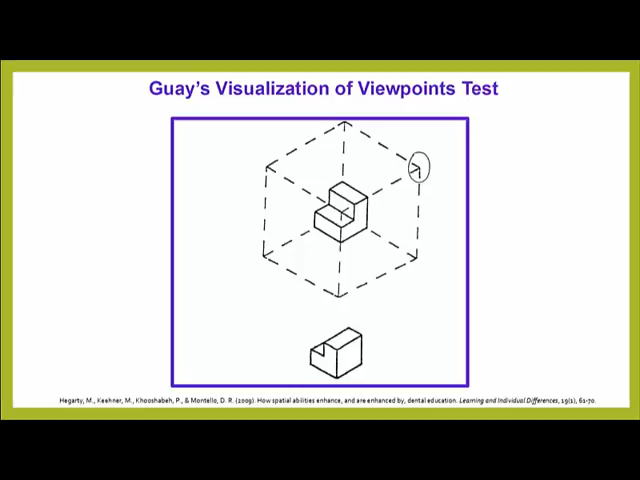 Guay's Visualization of Viewpoints Test
Hegarty, M., Keehner, M., Khooshabeh, P., & Montello, D. R. (2009). How spatial abilities enhance, and are enhanced by, dental education. Learning and Individual Differences, 19(1), 61-70.